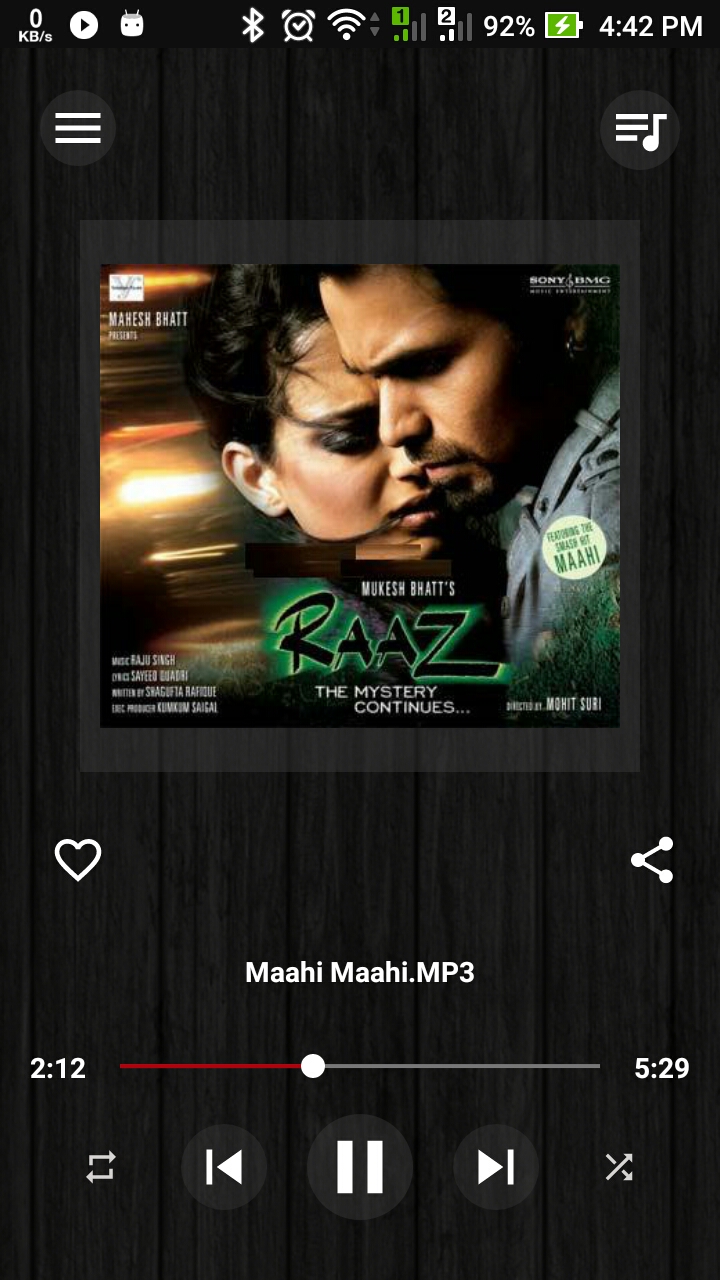 0
KB/s
1
2
92%
4:42 PM
MAHESH BHATT
PRESENTS
SONY BMG
MUSIC ENTERTAINMENT
FEATURING THE
SMASH HIT
MAAHI
MUKESH BHATT'S
RAAZ
THE MYSTERY
CONTINUES...
MUSIC RAJU SINGH
LYRICS SAYEED QUADRI
WRITTEN BY SHAGUFTA RAFIQUE
EXEC PRODUCER KUMKUM SAIGAL
DIRECTED BY MOHIT SURI
Maahi Maahi.MP3
2:12
5:29